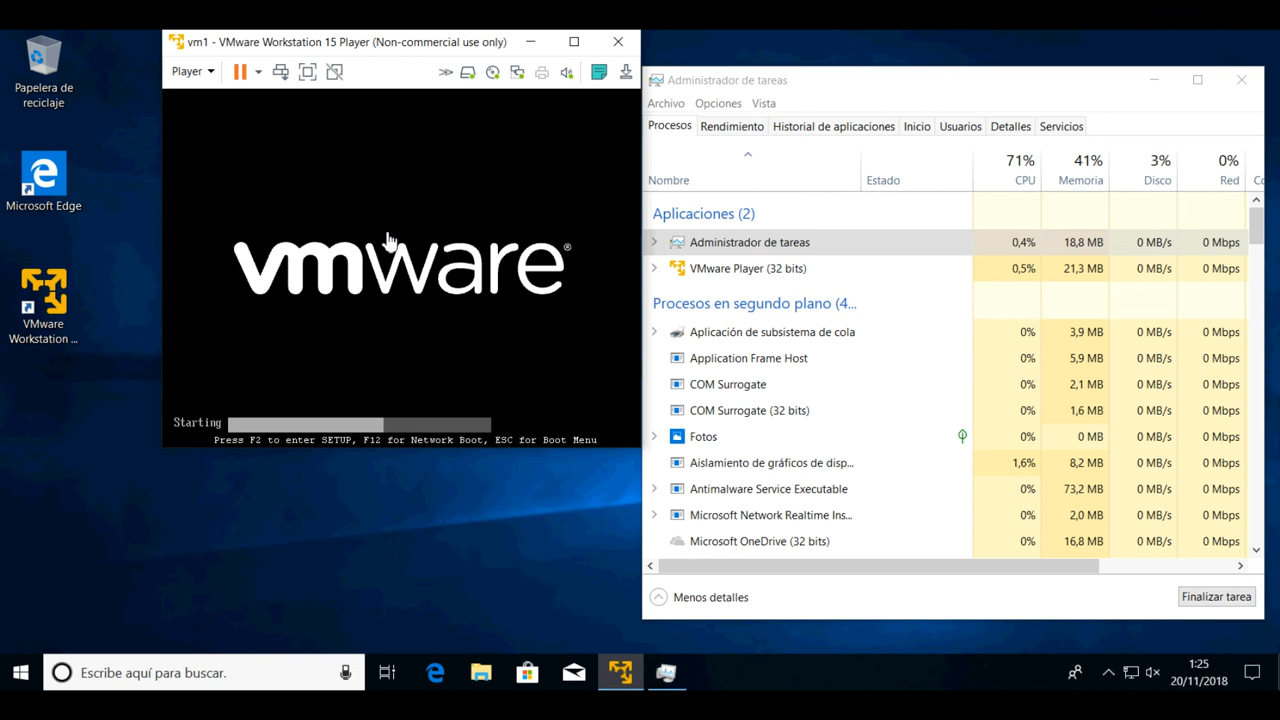 Papelera de
reciclaje
Microsoft Edge
VMware
Workstation ...
vm1 - VMware Workstation 15 Player (Non-commercial use only)
Player
vmware®
Starting
Press F2 to enter SETUP, F12 for Network Boot, ESC for Boot Menu
Administrador de tareas
Archivo Opciones Vista
Procesos Rendimiento Historial de aplicaciones Inicio Usuarios Detalles Servicios
71% 41% 3% 0%
Nombre Estado CPU Memoria Disco Red Co
Aplicaciones (2)
Administrador de tareas 0,4% 18,8 MB 0 MB/s 0 Mbps
VMware Player (32 bits) 0,5% 21,3 MB 0 MB/s 0 Mbps
Procesos en segundo plano (4...
Aplicación de subsistema de cola 0% 3,9 MB 0 MB/s 0 Mbps
Application Frame Host 0% 5,9 MB 0 MB/s 0 Mbps
COM Surrogate 0% 2,1 MB 0 MB/s 0 Mbps
COM Surrogate (32 bits) 0% 1,6 MB 0 MB/s 0 Mbps
Fotos 0% 0 MB 0 MB/s 0 Mbps
Aislamiento de gráficos de disp... 1,6% 8,2 MB 0 MB/s 0 Mbps
Antimalware Service Executable 0% 73,2 MB 0 MB/s 0 Mbps
Microsoft Network Realtime Ins... 0% 2,0 MB 0 MB/s 0 Mbps
Microsoft OneDrive (32 bits) 0% 16,8 MB 0 MB/s 0 Mbps
Menos detalles
Finalizar tarea
Escribe aquí para buscar.
1:25
20/11/2018